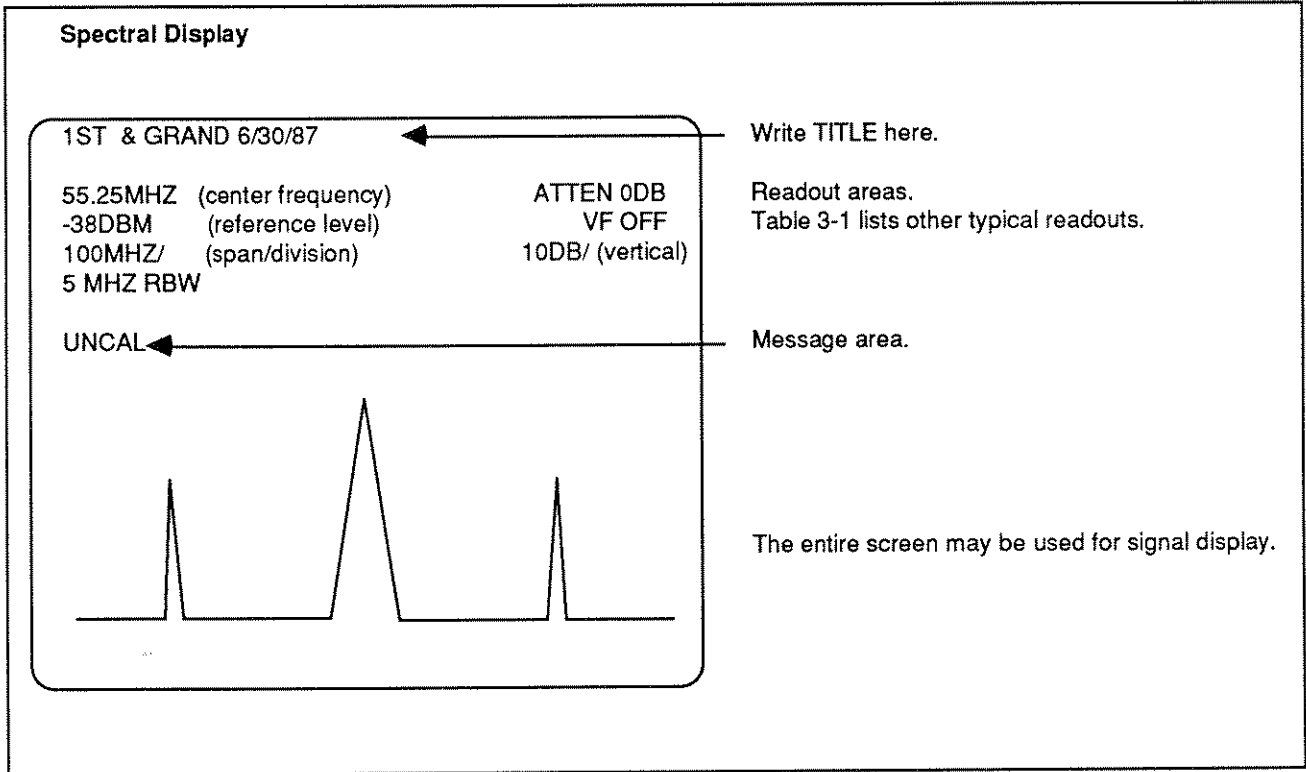 Spectral Display
1ST & GRAND 6/30/87
Write TITLE here.
55.25MHZ (center frequency)
ATTEN 0DB
Readout areas.
-38DBM (reference level)
VF OFF
Table 3-1 lists other typical readouts.
100MHZ/ (span/division)
10DB/ (vertical)
5 MHZ RBW
UNCAL
Message area.
The entire screen may be used for signal display.